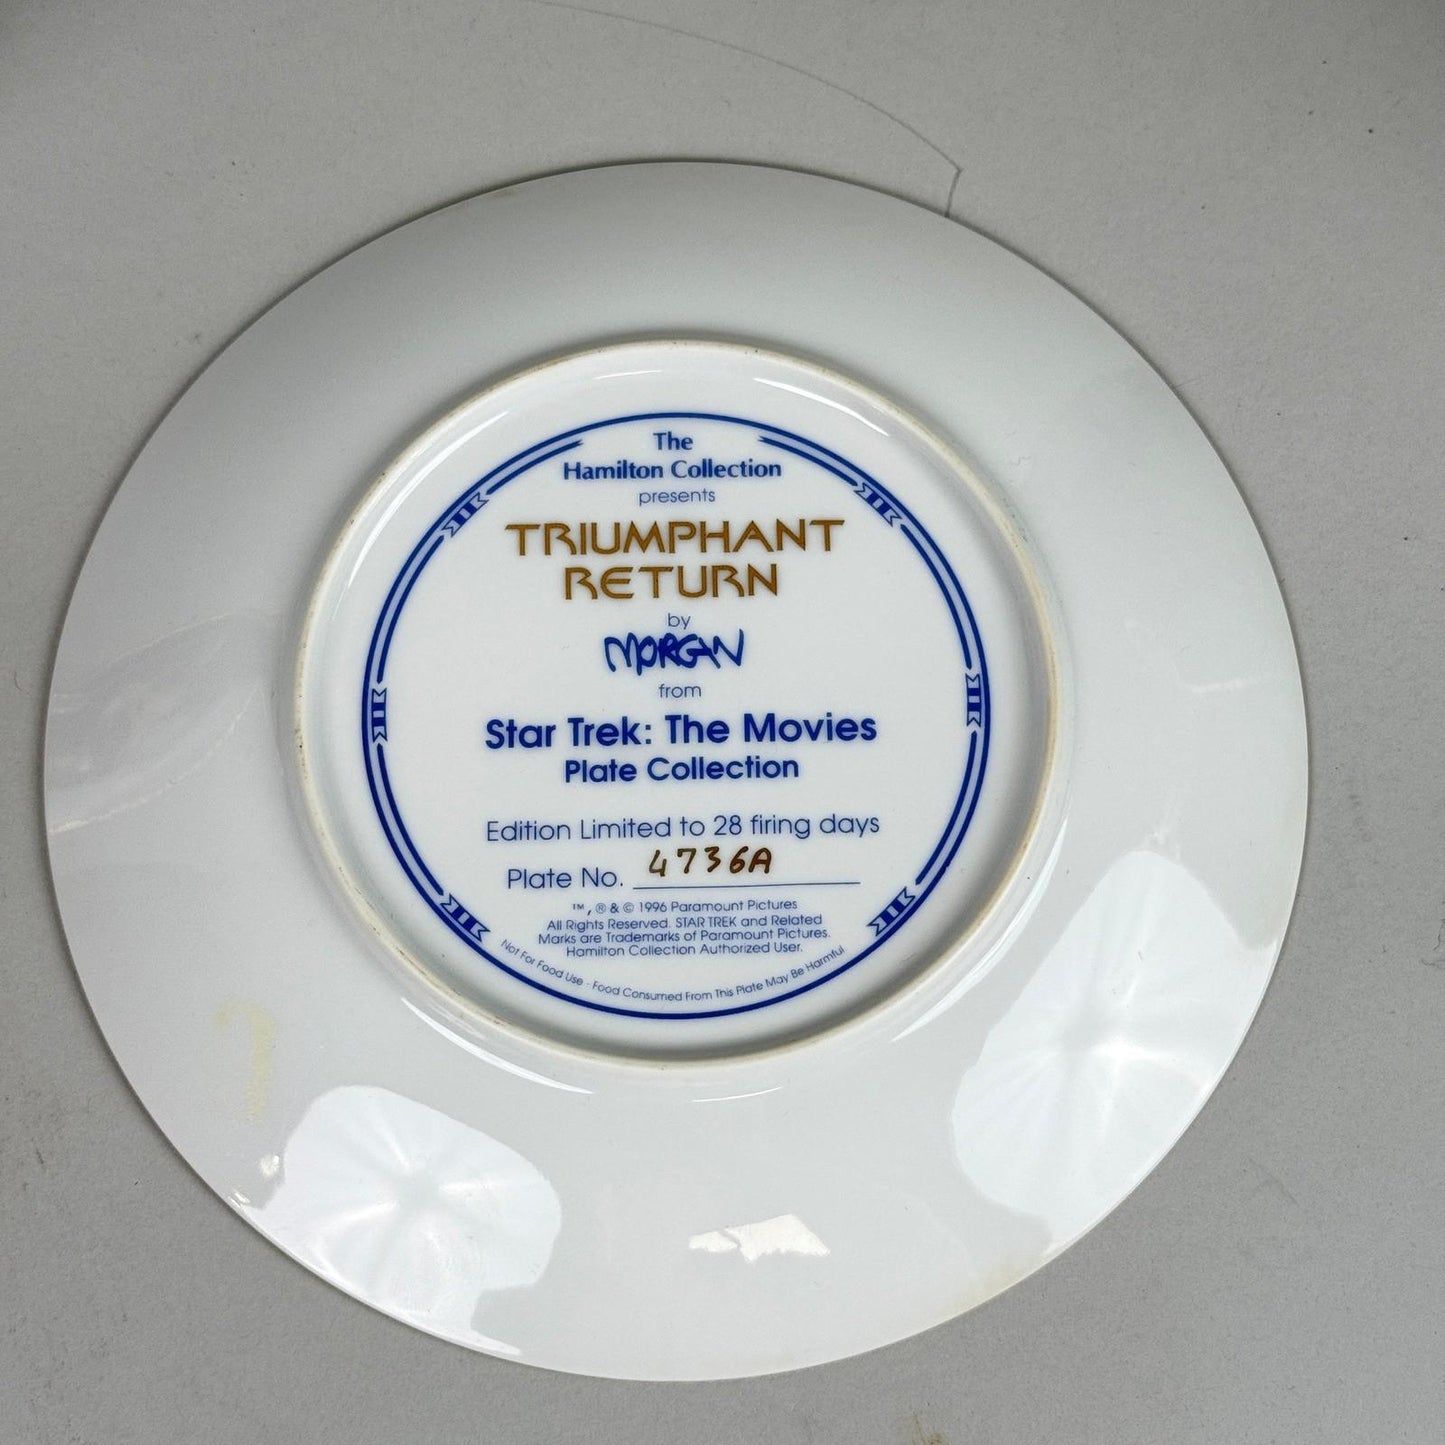 The
Hamilton Collection
presents
TRIUMPHANT
RETURN
by
MORGAN
from
Star Trek: The Movies
Plate Collection
Edition Limited to 28 firing days
Plate No. 4736A
™, ® & © 1996 Paramount Pictures
All Rights Reserved. STAR TREK and Related
Marks are Trademarks of Paramount Pictures.
Hamilton Collection Authorized User.
Not For Food Use - Food Consumed From This Plate May Be Harmful